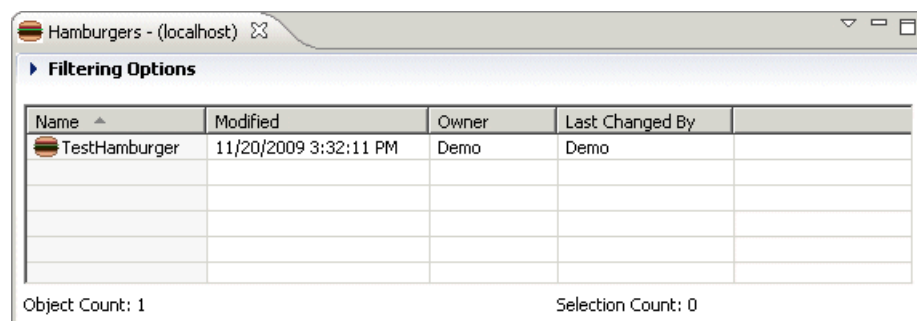 Hamburgers - (localhost)
Filtering Options
Name Modified Owner Last Changed By
TestHamburger 11/20/2009 3:32:11 PM Demo Demo
Object Count: 1 Selection Count: 0